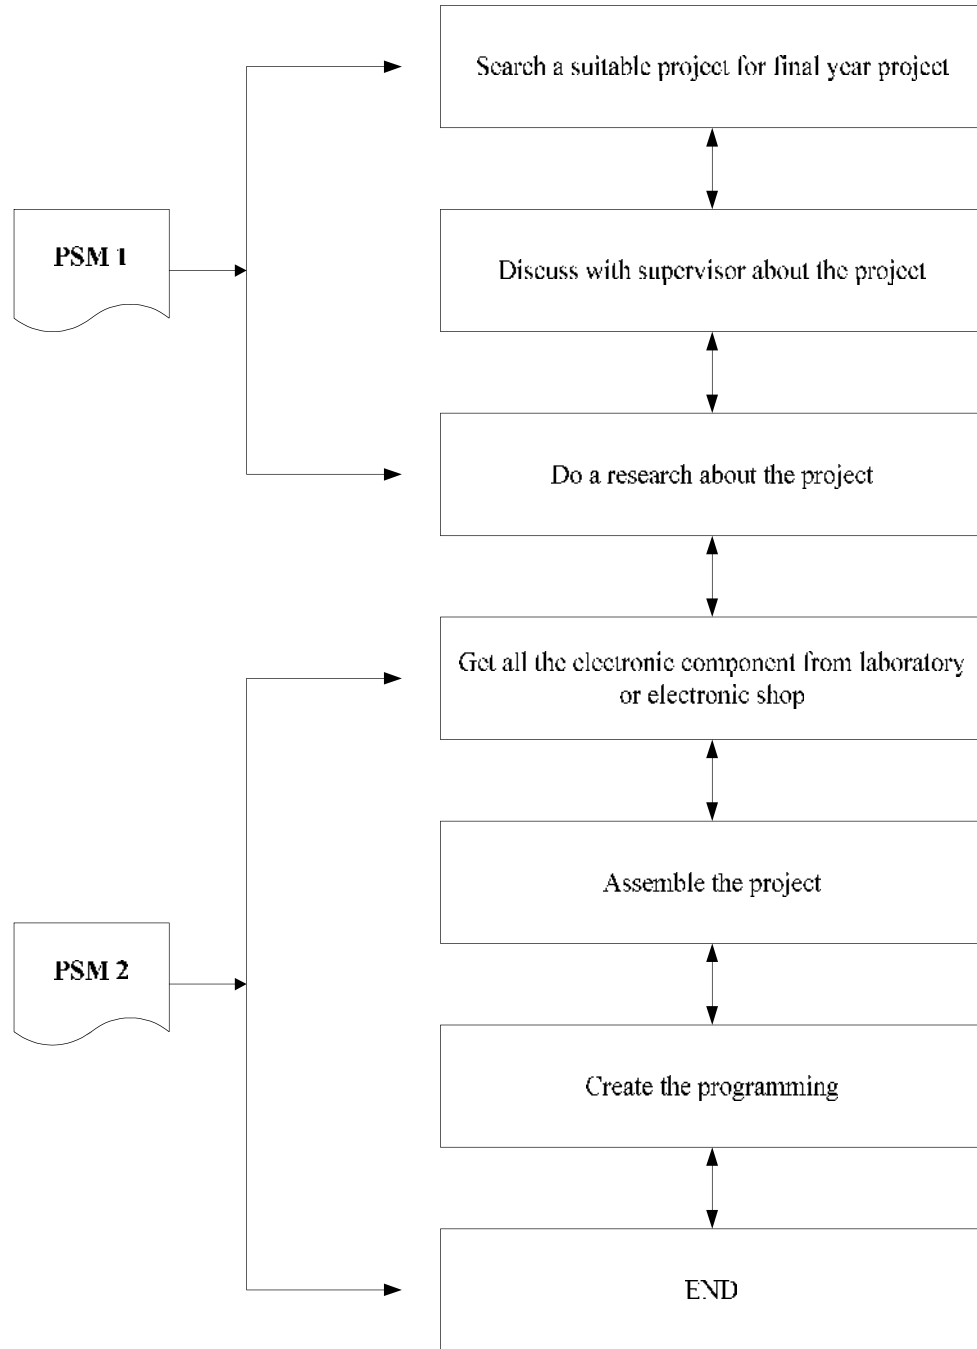 Search a suitable project for final year project
PSM 1
Discuss with supervisor about the project
Do a research about the project
Get all the electronic component from laboratory
or electronic shop
Assemble the project
PSM 2
Create the programming
END